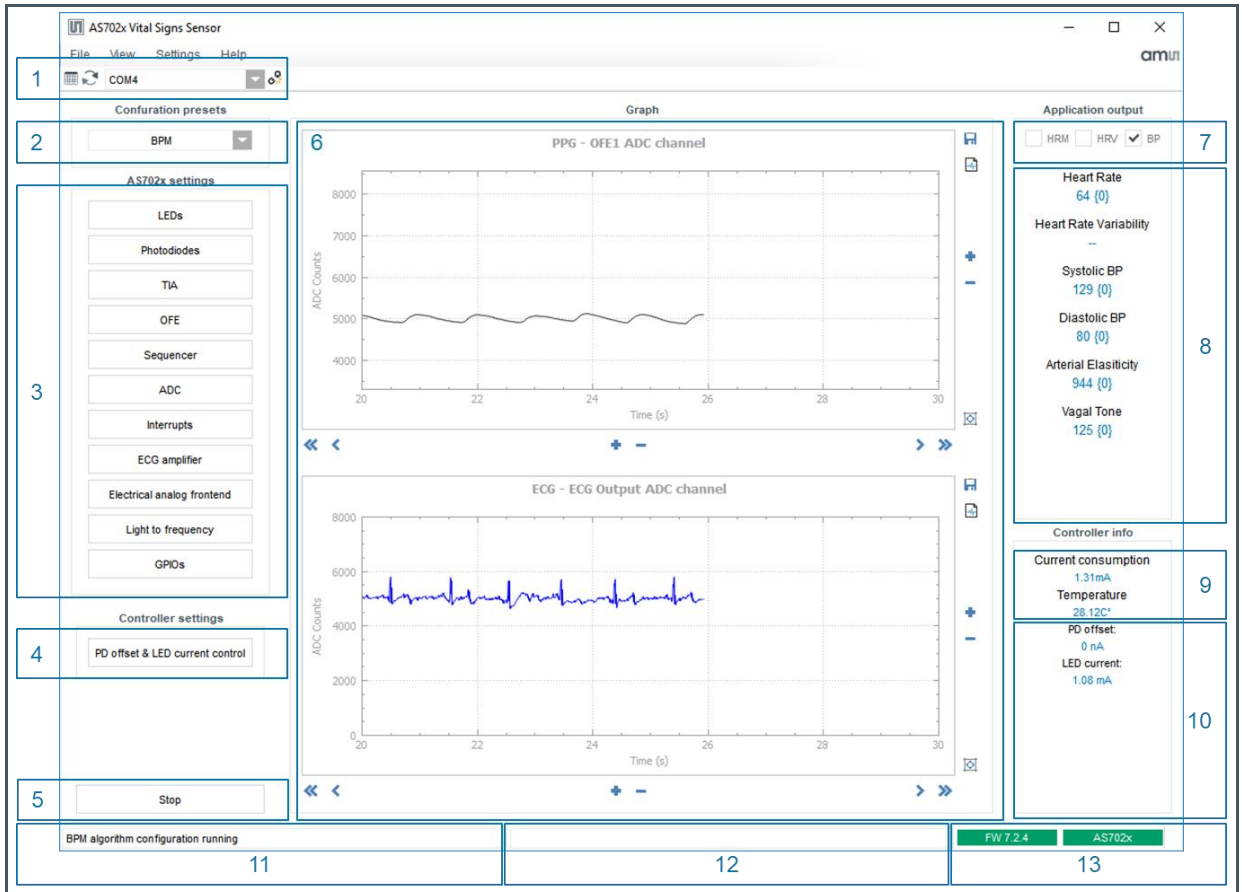 AS702x Vital Signs Sensor
File View Settings Help
amu
1
COM4
Confuration presets
Graph
Application output
2
BPM
6
PPG - OFE1 ADC channel
HRM HRV BP
7
AS702x settings
3
LEDs
Photodiodes
TIA
OFE
Sequencer
ADC
Interrupts
ECG amplifier
Electrical analog frontend
Light to frequency
GPIOs
Controller settings
4
PD offset & LED current control
5
Stop
ADC Counts
8000
7000
6000
5000
4000
20 22 24 26 28 30
Time (s)
ECG - ECG Output ADC channel
ADC Counts
8000
6000
4000
2000
0
20 22 24 26 28 30
Time (s)
Heart Rate
64 {0}
Heart Rate Variability
--
Systolic BP
129 {0}
Diastolic BP
80 {0}
8
Arterial Elasiticity
944 {0}
Vagal Tone
125 {0}
Controller info
Current consumption
1.31mA
9
Temperature
28.12C°
PD offset:
0 nA
LED current:
1.08 mA
10
BPM algorithm configuration running
FW 7.2.4 AS702x
11 12 13